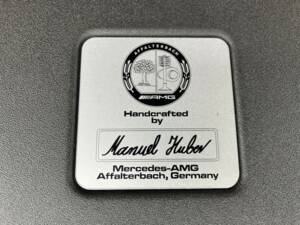 AFFALTERBACH
AMG
Handcrafted
by
Manuel Huber
Mercedes-AMG
Affalterbach, Germany